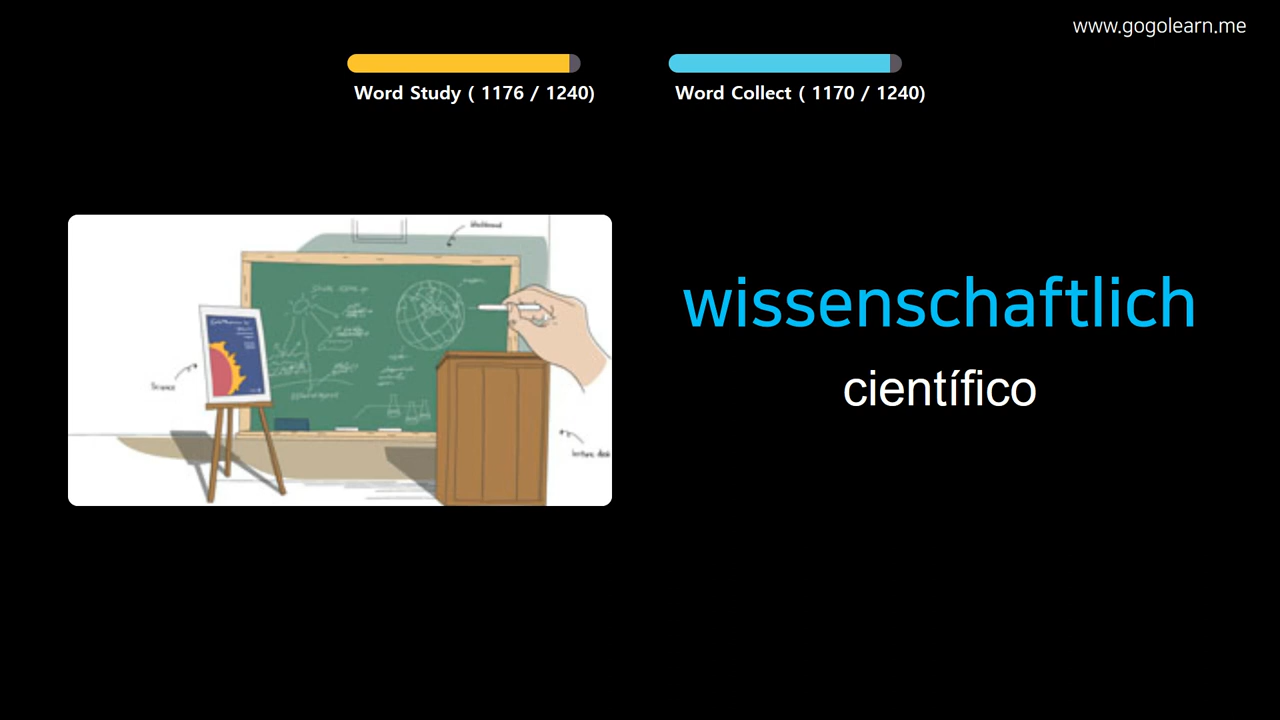 www.gogolearn.me
Word Study ( 1176 / 1240)
Word Collect ( 1170 / 1240)
wissenschaftlich
científico